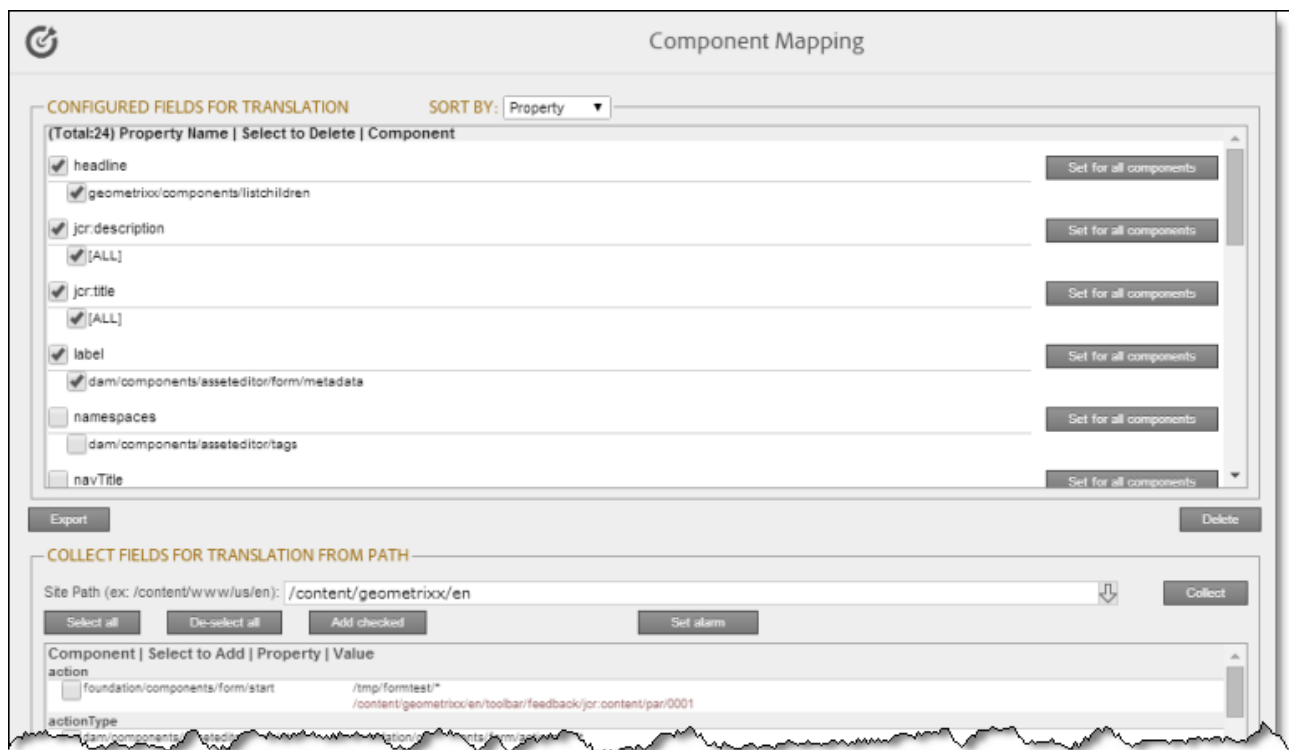 Component Mapping
CONFIGURED FIELDS FOR TRANSLATION SORT BY: Property
(Total:24) Property Name | Select to Delete | Component
headline Set for all components
geometrixx/components/listchildren
jcr:description Set for all components
[ALL]
jcr:title Set for all components
[ALL]
label Set for all components
dam/components/asseteditor/form/metadata
namespaces Set for all components
dam/components/asseteditor/tags
navTitle Set for all components
Export Delete
COLLECT FIELDS FOR TRANSLATION FROM PATH
Site Path (ex: /content/www/us/en): /content/geometrixx/en Collect
Select all De-select all Add checked Set alarm
Component | Select to Add | Property | Value
action
foundation/components/form/start /tmp/formtest/*
/content/geometrixx/en/toolbar/feedback/jcr:content/par/0001
actionType